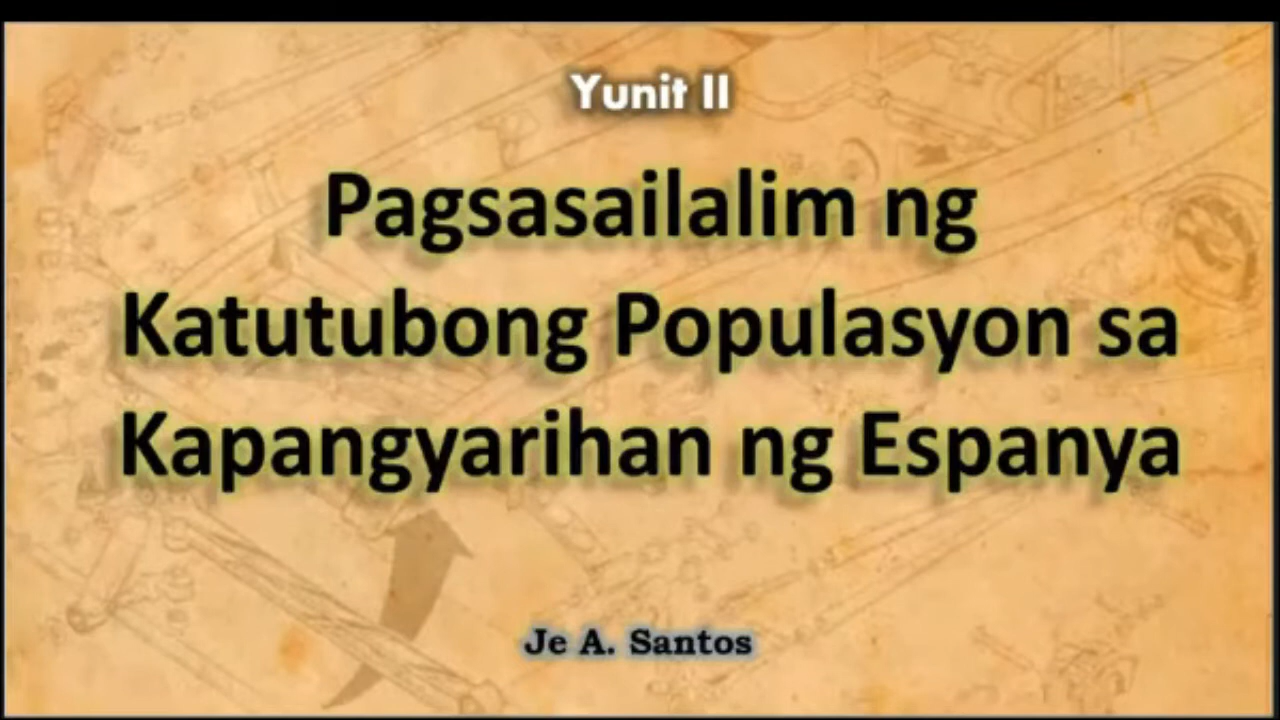 Yunit II
Pagsasailalim ng
Katutubong Populasyon sa
Kapangyarihan ng Espanya
Je A. Santos